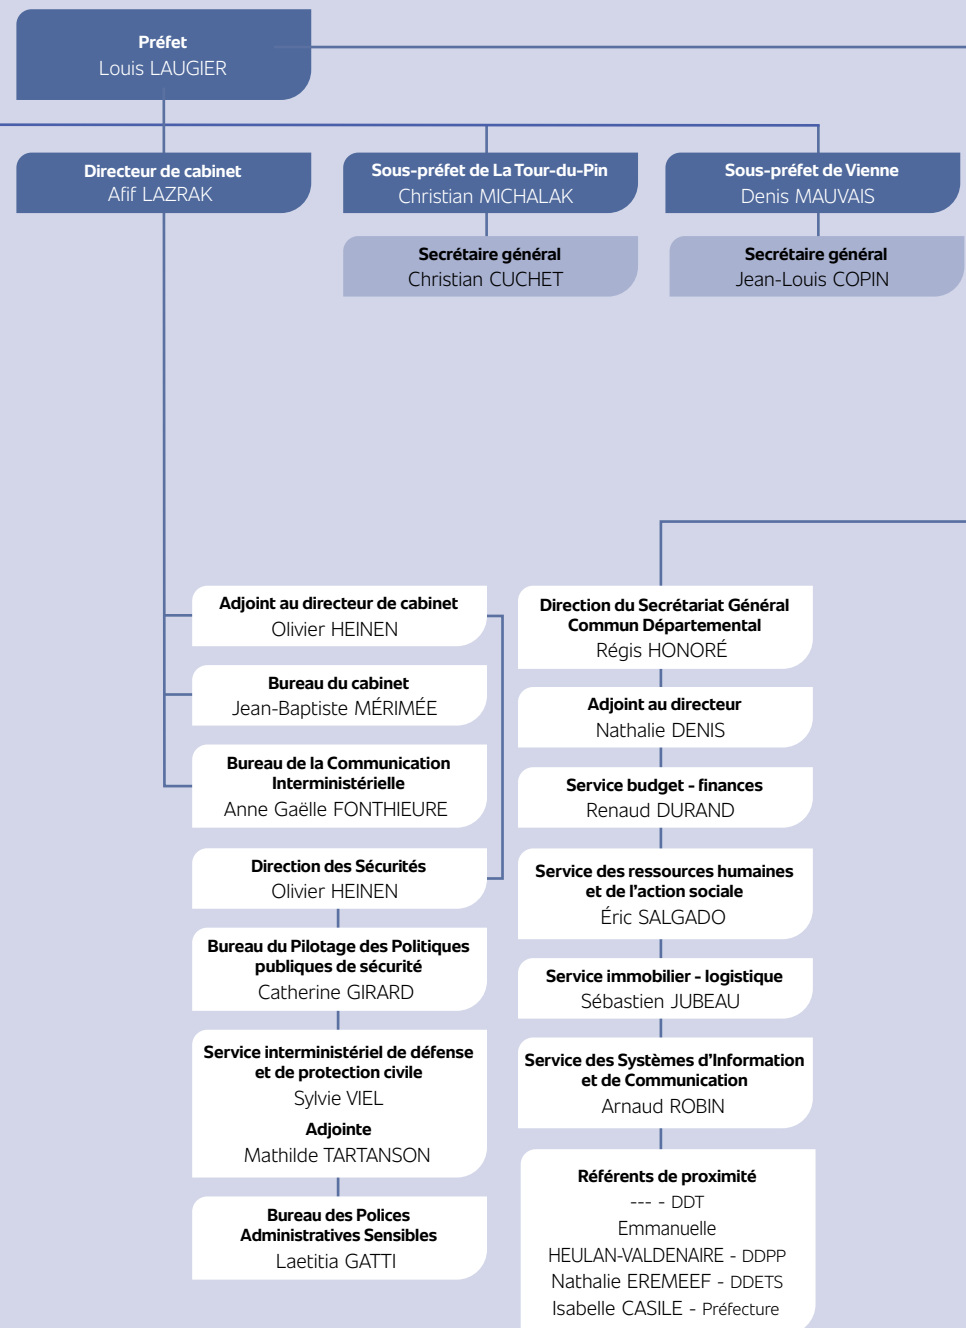 Préfet
Louis LAUGIER
Directeur de cabinet
Afif LAZRAK
Sous-préfet de La Tour-du-Pin
Christian MICHALAK
Sous-préfet de Vienne
Denis MAUVAIS
Secrétaire général
Christian CUCHET
Secrétaire général
Jean-Louis COPIN
Adjoint au directeur de cabinet
Olivier HEINEN
Bureau du cabinet
Jean-Baptiste MÉRIMÉE
Bureau de la Communication
Interministérielle
Anne Gaëlle FONTHIEURE
Direction des Sécurités
Olivier HEINEN
Bureau du Pilotage des Politiques
publiques de sécurité
Catherine GIRARD
Service interministériel de défense
et de protection civile
Sylvie VIEL
Adjointe
Mathilde TARTANSON
Bureau des Polices
Administratives Sensibles
Laetitia GATTI
Direction du Secrétariat Général
Commun Départemental
Régis HONORÉ
Adjoint au directeur
Nathalie DENIS
Service budget - finances
Renaud DURAND
Service des ressources humaines
et de l'action sociale
Éric SALGADO
Service immobilier - logistique
Sébastien JUBEAU
Service des Systèmes d'Information
et de Communication
Arnaud ROBIN
Référents de proximité
--- - DDT
Emmanuelle
HEULAN-VALDENAIRE - DDPP
Nathalie EREMEEF - DDETS
Isabelle CASILE - Préfecture